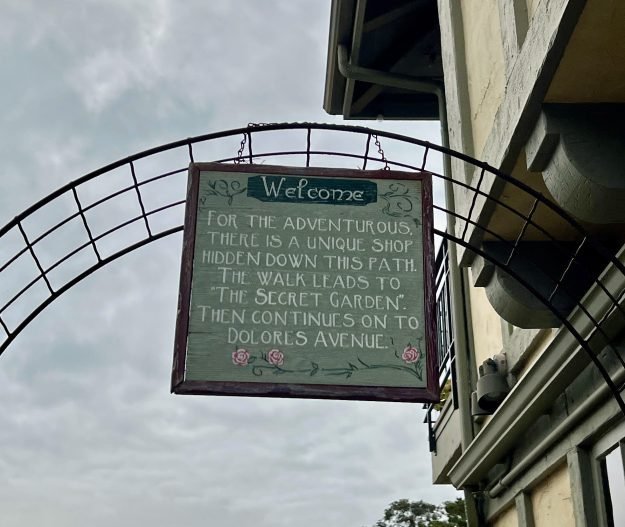 Welcome
FOR THE ADVENTUROUS,
THERE IS A UNIQUE SHOP
HIDDEN DOWN THIS PATH.
THE WALK LEADS TO
"THE SECRET GARDEN".
THEN CONTINUES ON TO
DOLORES AVENUE.